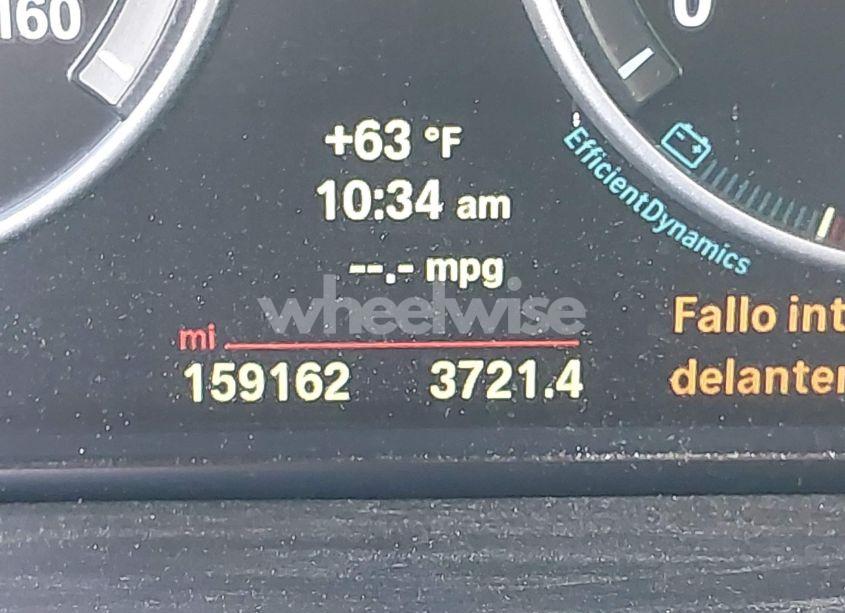 160
0
+63 °F
10:34 am
EfficientDynamics
--.- mpg
wheelwise
mi
159162 3721.4
Fallo int
delanter